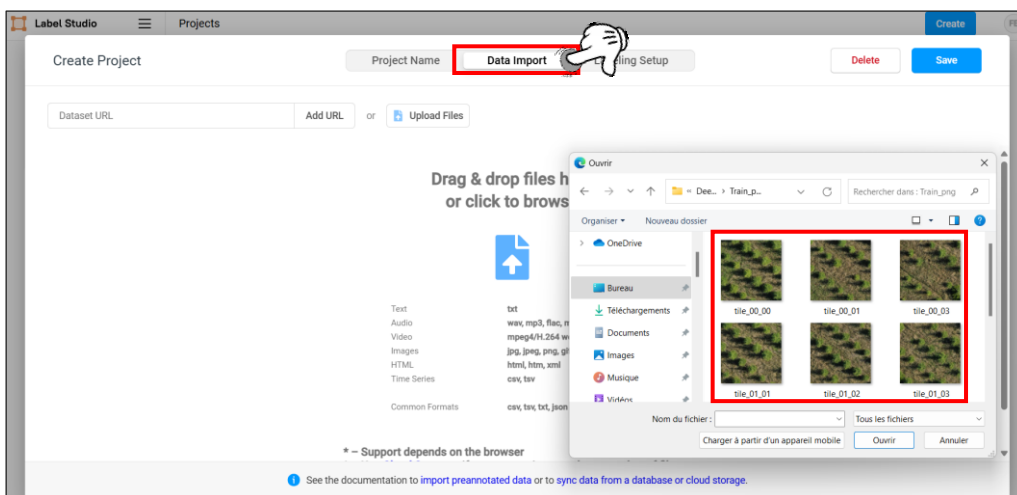 Label Studio Projects Create
Create Project Project Name Data Import Labeling Setup Delete Save
Dataset URL Add URL or Upload Files
Drag & drop files h
or click to brows
Text txt
Audio wav, mp3, flac, m
Video mpeg4/H.264 w
Images jpg, jpeg, png, gi
HTML html, htm, xml
Time Series csv, tsv
Common Formats csv, tsv, txt, json
* – Support depends on the browser
See the documentation to import preannotated data or to sync data from a database or cloud storage.
Ouvrir
« Dee... › Train_p... Rechercher dans : Train_png
Organiser Nouveau dossier
OneDrive
Bureau
Téléchargements
Documents
Images
Musique
Vidéos
tile_00_00 tile_00_01 tile_00_03
tile_01_01 tile_01_02 tile_01_03
Nom du fichier : Tous les fichiers
Charger à partir d'un appareil mobile Ouvrir Annuler